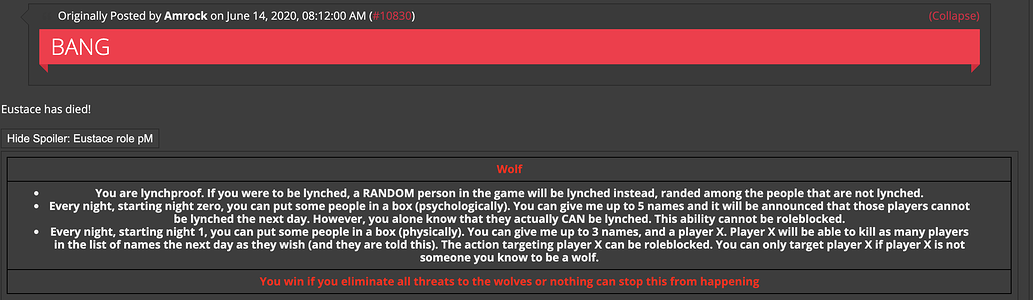 Originally Posted by Amrock on June 14, 2020, 08:12:00 AM (#10830)
(Collapse)
BANG
Eustace has died!
Hide Spoiler: Eustace role pM
Wolf
• You are lynchproof. If you were to be lynched, a RANDOM person in the game will be lynched instead, randed among the people that are not lynched.
• Every night, starting night zero, you can put some people in a box (psychologically). You can give me up to 5 names and it will be announced that those players cannot
be lynched the next day. However, you alone know that they actually CAN be lynched. This ability cannot be roleblocked.
• Every night, starting night 1, you can put some people in a box (physically). You can give me up to 3 names, and a player X. Player X will be able to kill as many players
in the list of names the next day as they wish (and they are told this). The action targeting player X can be roleblocked. You can only target player X if player X is not
someone you know to be a wolf.
You win if you eliminate all threats to the wolves or nothing can stop this from happening